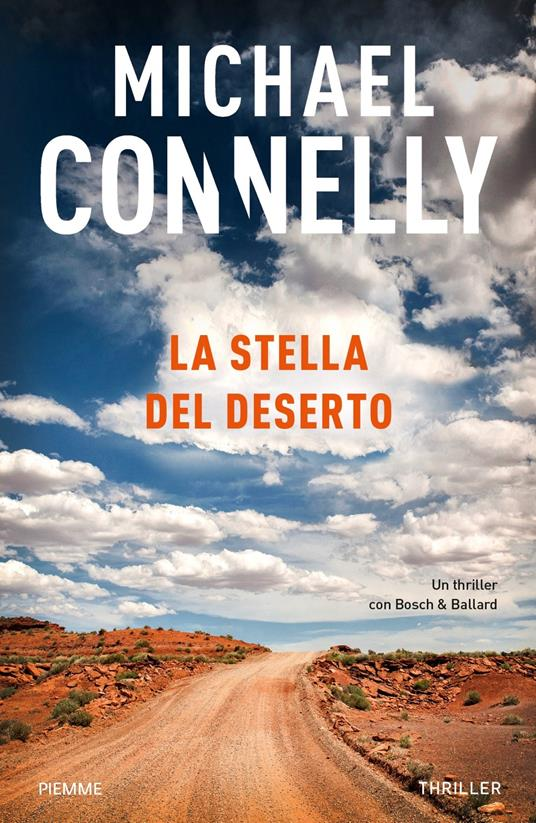 MICHAEL
CONNELLY
LA STELLA
DEL DESERTO
Un thriller
con Bosch & Ballard
PIEMME
THRILLER